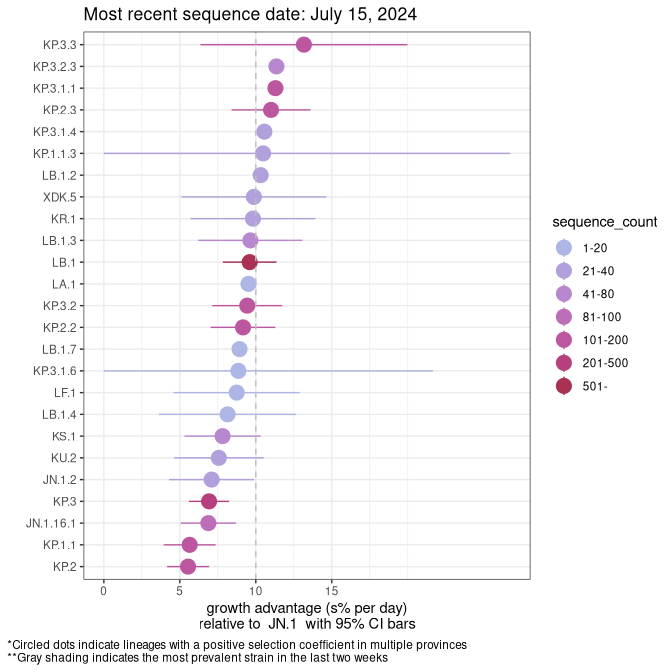 Most recent sequence date: July 15, 2024
KP.3.3
KP.3.2.3
KP.3.1.1
KP.2.3
KP.3.1.4
KP.1.1.3
LB.1.2
XDK.5
KR.1
LB.1.3
LB.1
LA.1
KP.3.2
KP.2.2
LB.1.7
KP.3.1.6
LF.1
LB.1.4
KS.1
KU.2
JN.1.2
KP.3
JN.1.16.1
KP.1.1
KP.2
0 5 10 15
growth advantage (s% per day)
relative to JN.1 with 95% CI bars
sequence_count
1-20
21-40
41-80
81-100
101-200
201-500
501-
*Circled dots indicate lineages with a positive selection coefficient in multiple provinces
**Gray shading indicates the most prevalent strain in the last two weeks